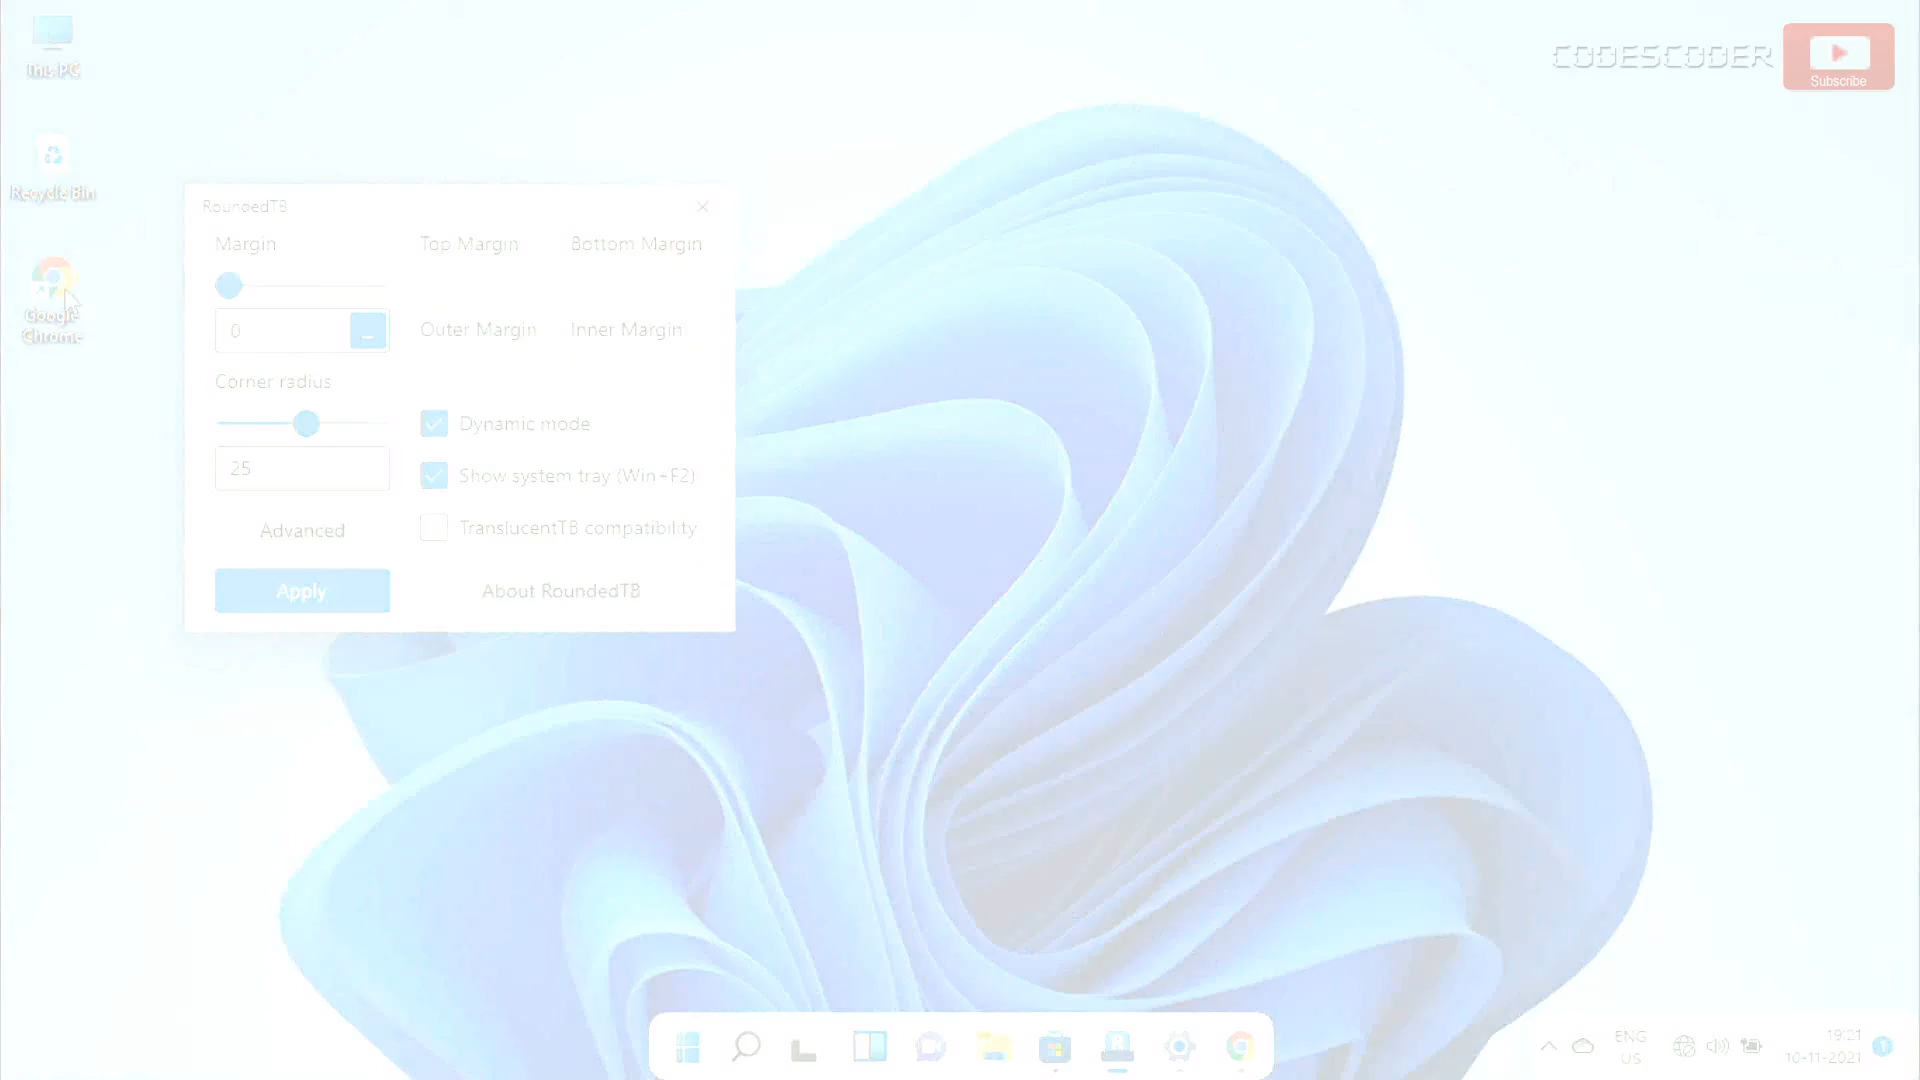 This PC
CODESCODER
Subscribe
Recycle Bin
Google
Chrome
RoundedTB
Margin
Top Margin
Bottom Margin
0
Outer Margin
Inner Margin
Corner radius
Dynamic mode
25
Show system tray (Win+F2)
Advanced
TranslucentTB compatibility
Apply
About RoundedTB
ENG
US
19:21
10-11-2021